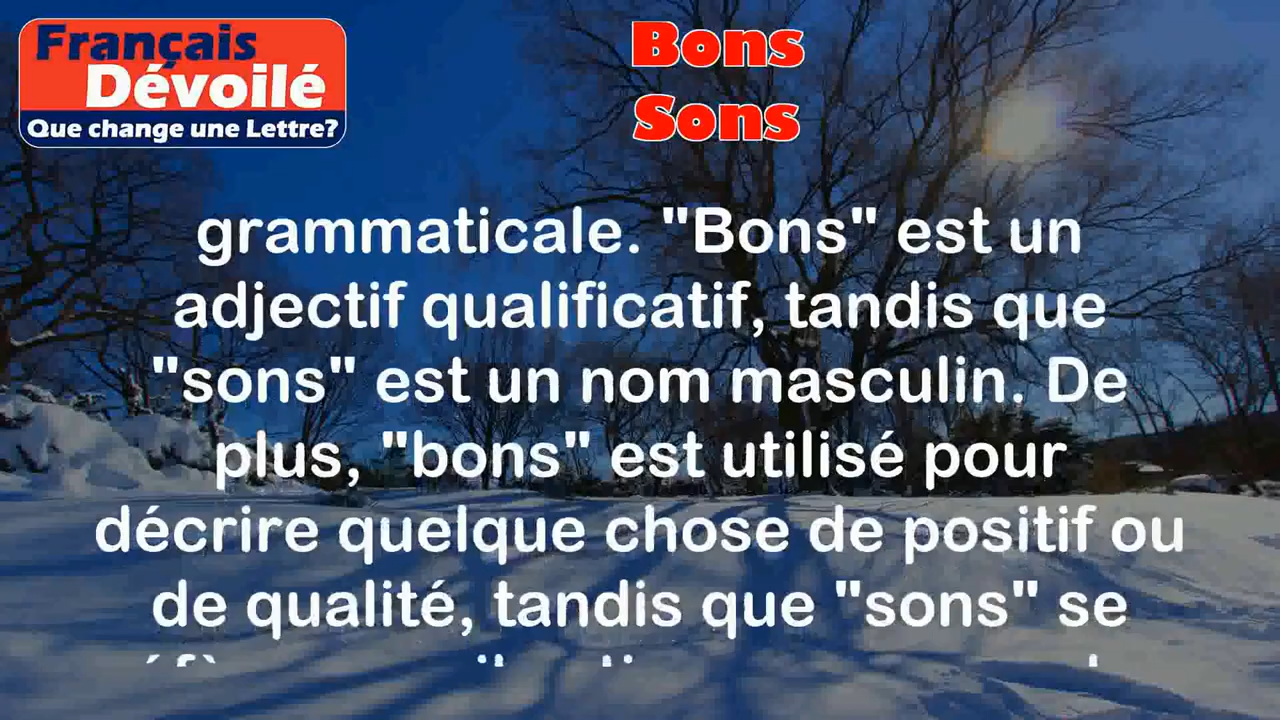 Français
Dévoilé
Que change une Lettre?
Bons
Sons
grammaticale. "Bons" est un
adjectif qualificatif, tandis que
"sons" est un nom masculin. De
plus, "bons" est utilisé pour
décrire quelque chose de positif ou
de qualité, tandis que "sons" se